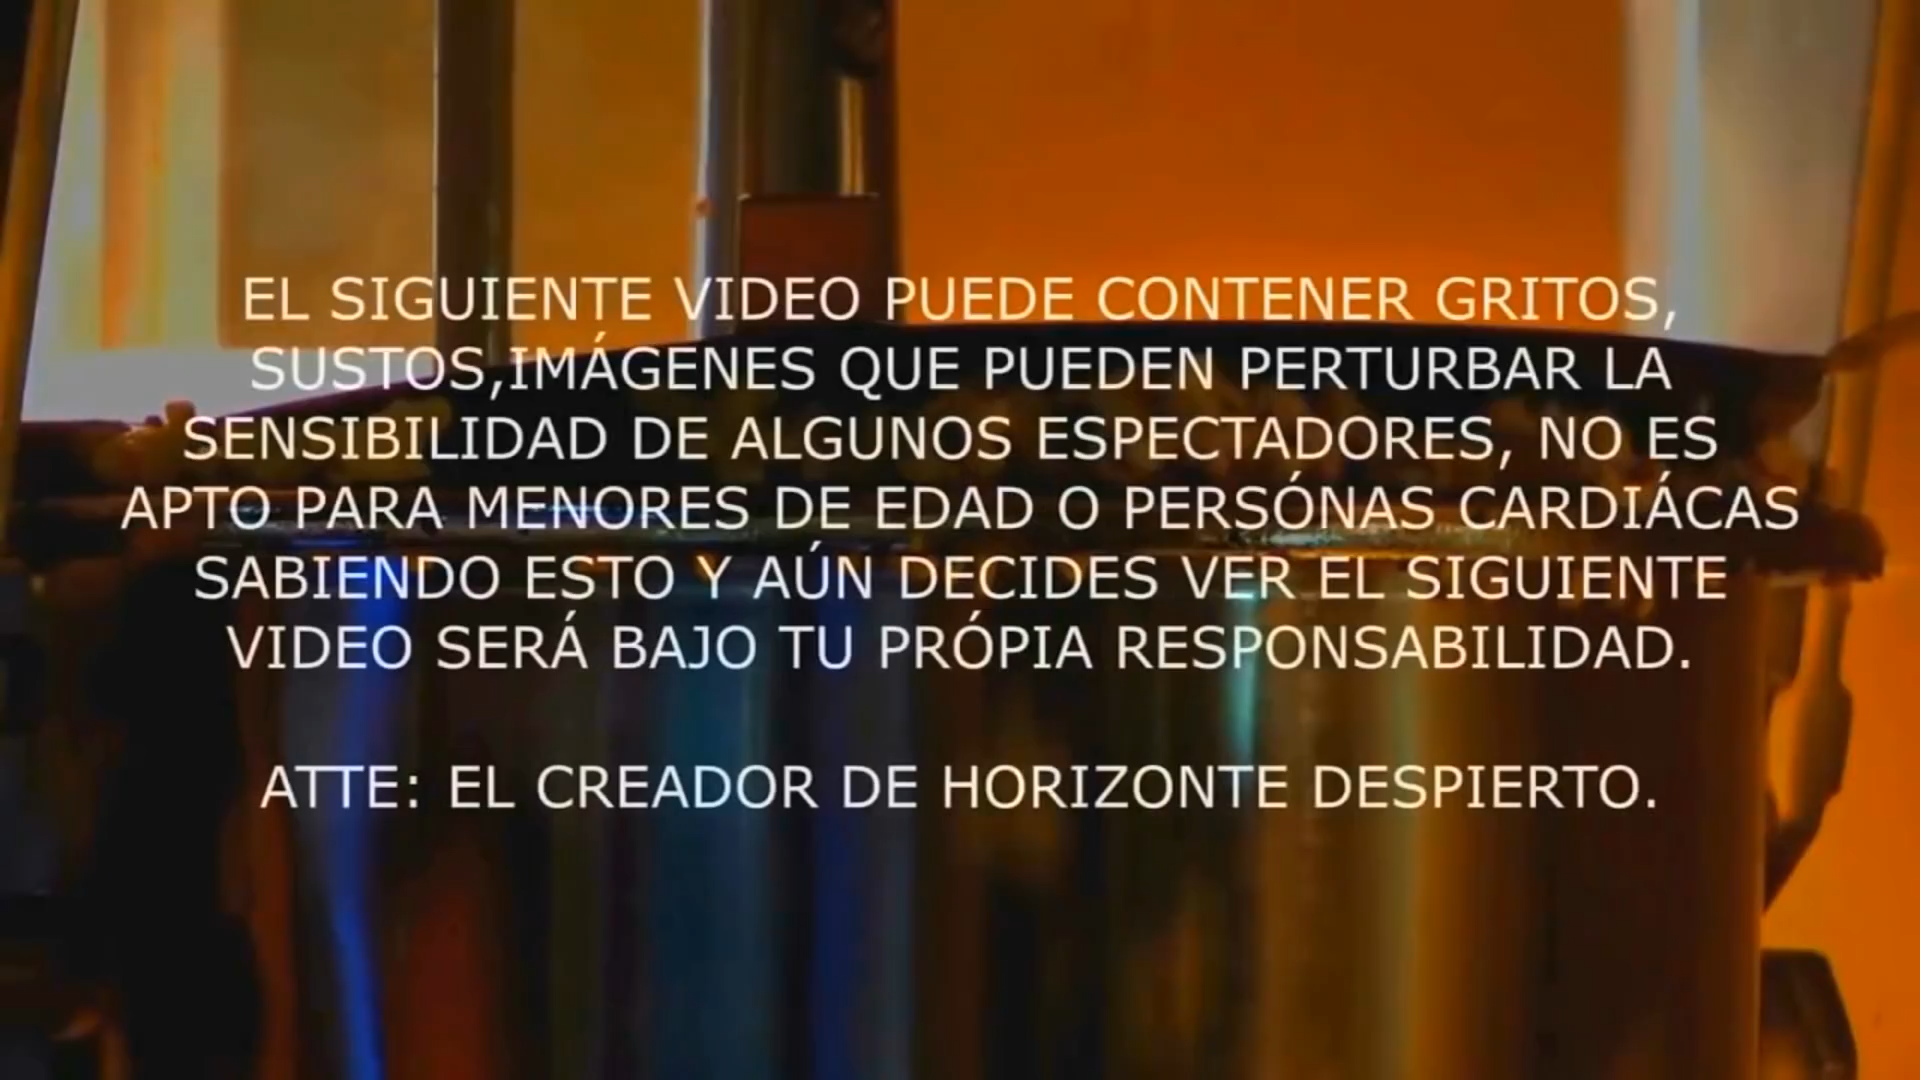 EL SIGUIENTE VIDEO PUEDE CONTENER GRITOS,
SUSTOS,IMÁGENES QUE PUEDEN PERTURBAR LA
SENSIBILIDAD DE ALGUNOS ESPECTADORES, NO ES
APTO PARA MENORES DE EDAD O PERSÓNAS CARDIÁCAS
SABIENDO ESTO Y AÚN DECIDES VER EL SIGUIENTE
VIDEO SERÁ BAJO TU PRÓPIA RESPONSABILIDAD.
ATTE: EL CREADOR DE HORIZONTE DESPIERTO.